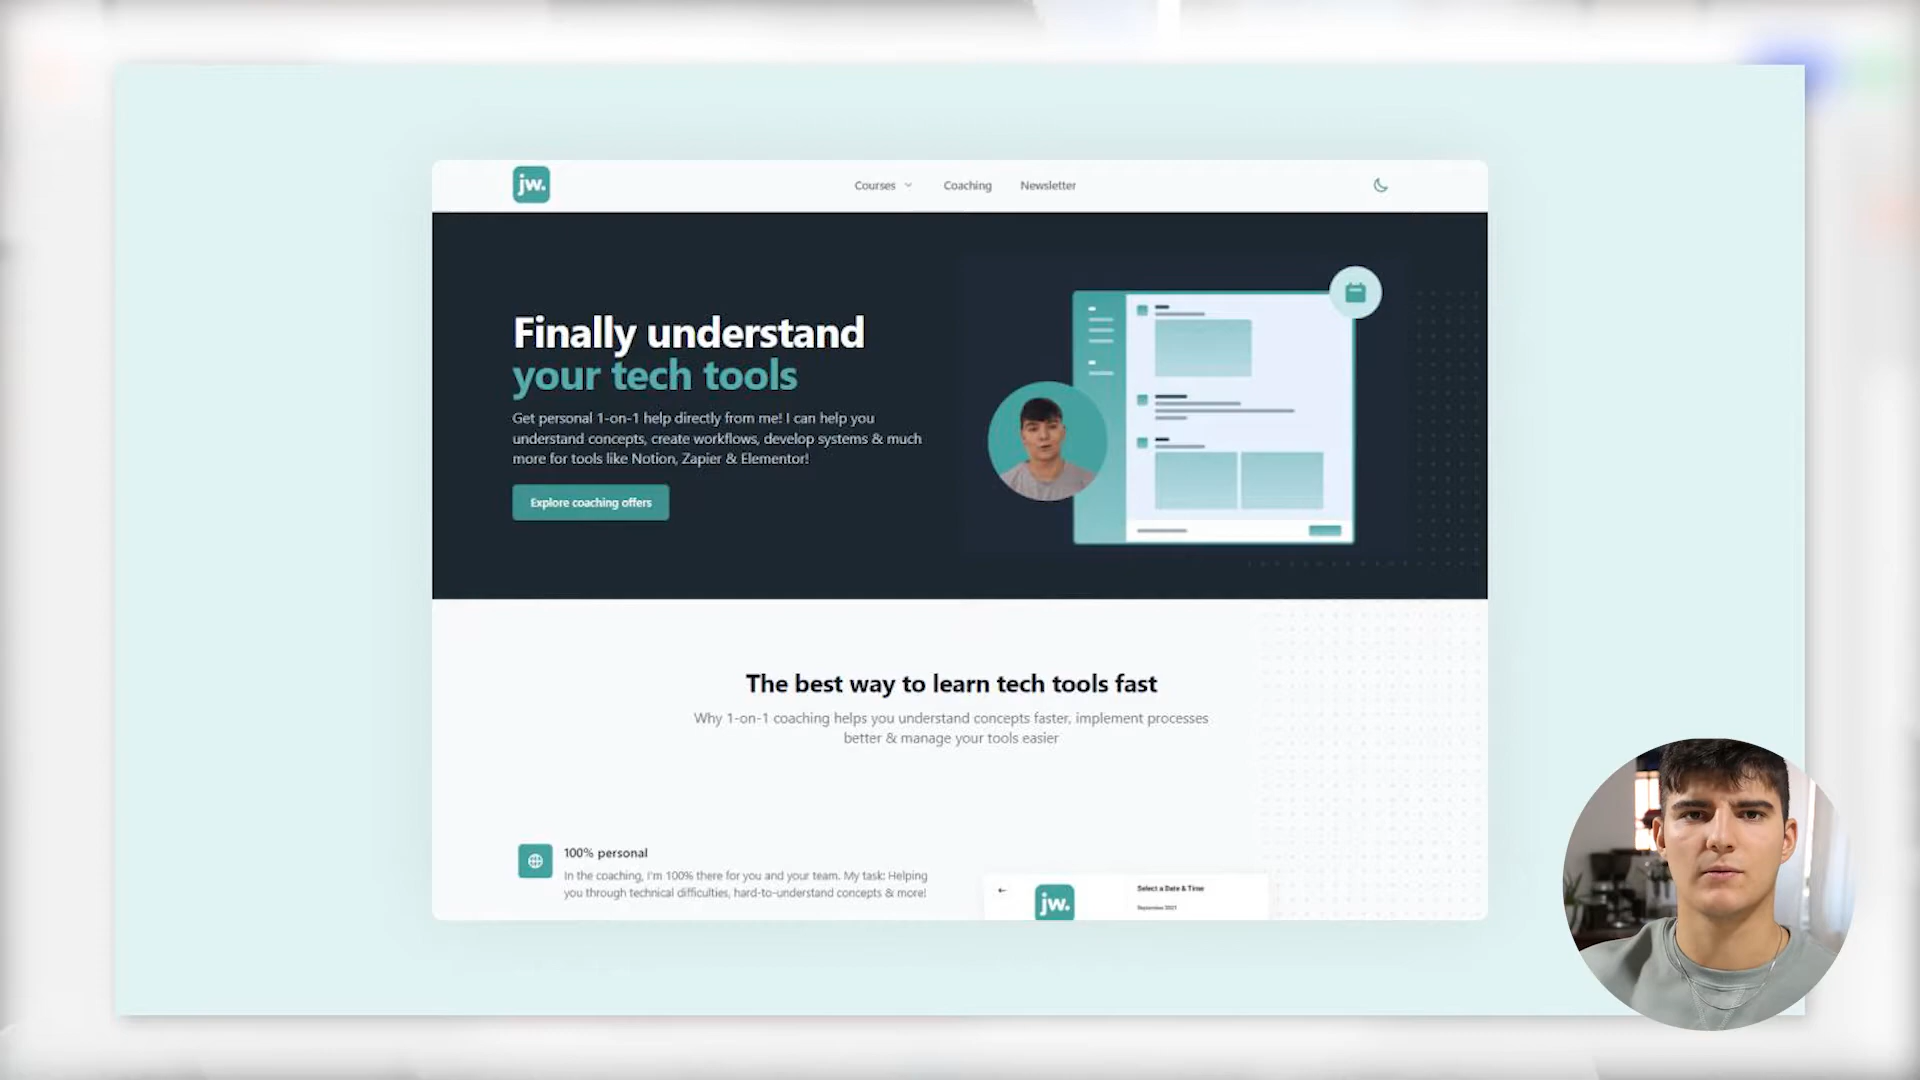 jw.
Courses
Coaching
Newsletter
Finally understand
your tech tools
Get personal 1-on-1 help directly from me! I can help you
understand concepts, create workflows, develop systems & much
more for tools like Notion, Zapier & Elementor!
Explore coaching offers
The best way to learn tech tools fast
Why 1-on-1 coaching helps you understand concepts faster, implement processes
better & manage your tools easier
100% personal
In the coaching, I'm 100% there for you and your team. My task: Helping
you through technical difficulties, hard-to-understand concepts & more!
jw.
Select a Date & Time
September 2021